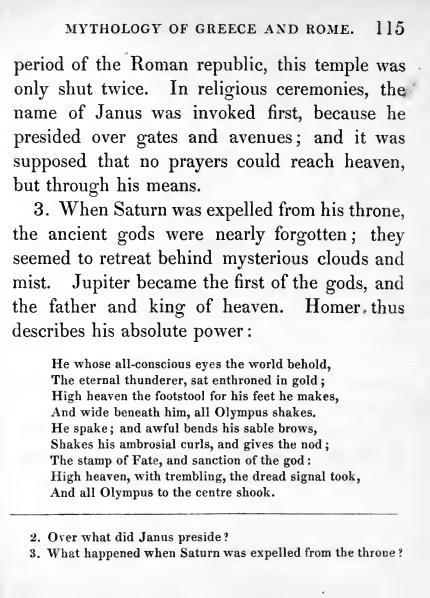 MYTHOLOGY OF GREECE AND ROME. 115
period of the Roman republic, this temple was
only shut twice. In religious ceremonies, the
name of Janus was invoked first, because he
presided over gates and avenues; and it was
supposed that no prayers could reach heaven,
but through his means.
3. When Saturn was expelled from his throne,
the ancient gods were nearly forgotten; they
seemed to retreat behind mysterious clouds and
mist. Jupiter became the first of the gods, and
the father and king of heaven. Homer thus
describes his absolute power:
He whose all-conscious eyes the world behold,
The eternal thunderer, sat enthroned in gold;
High heaven the footstool for his feet he makes,
And wide beneath him, all Olympus shakes.
He spake; and awful bends his sable brows,
Shakes his ambrosial curls, and gives the nod;
The stamp of Fate, and sanction of the god:
High heaven, with trembling, the dread signal took,
And all Olympus to the centre shook.
2. Over what did Janus preside?
3. What happened when Saturn was expelled from the throne?